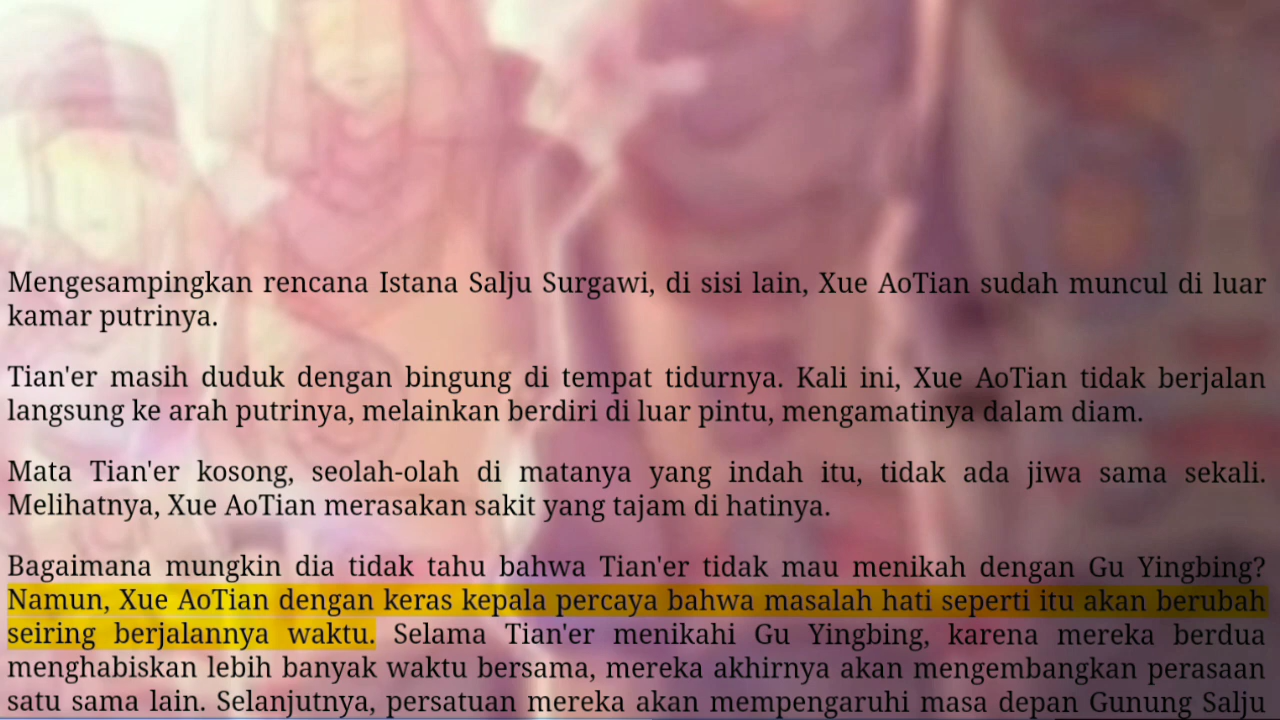 Mengesampingkan rencana Istana Salju Surgawi, di sisi lain, Xue AoTian sudah muncul di luar
kamar putrinya.
Tian'er masih duduk dengan bingung di tempat tidurnya. Kali ini, Xue AoTian tidak berjalan
langsung ke arah putrinya, melainkan berdiri di luar pintu, mengamatinya dalam diam.
Mata Tian'er kosong, seolah-olah di matanya yang indah itu, tidak ada jiwa sama sekali.
Melihatnya, Xue AoTian merasakan sakit yang tajam di hatinya.
Bagaimana mungkin dia tidak tahu bahwa Tian'er tidak mau menikah dengan Gu Yingbing?
Namun, Xue AoTian dengan keras kepala percaya bahwa masalah hati seperti itu akan berubah
seiring berjalannya waktu. Selama Tian'er menikahi Gu Yingbing, karena mereka berdua
menghabiskan lebih banyak waktu bersama, mereka akhirnya akan mengembangkan perasaan
satu sama lain. Selanjutnya, persatuan mereka akan mempengaruhi masa depan Gunung Salju